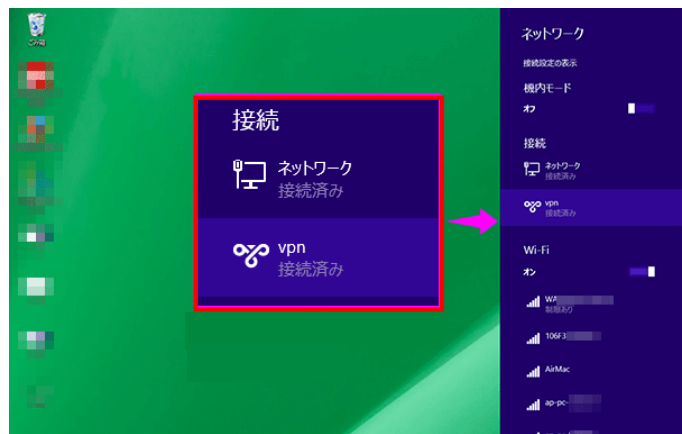 ごみ箱
接続
ネットワーク
接続済み
vpn
接続済み
ネットワーク
接続設定の表示
機内モード
オフ
接続
ネットワーク
接続済み
vpn
接続済み
Wi-Fi
オン
WA
制限あり
106F3
AirMac
ap-pc-